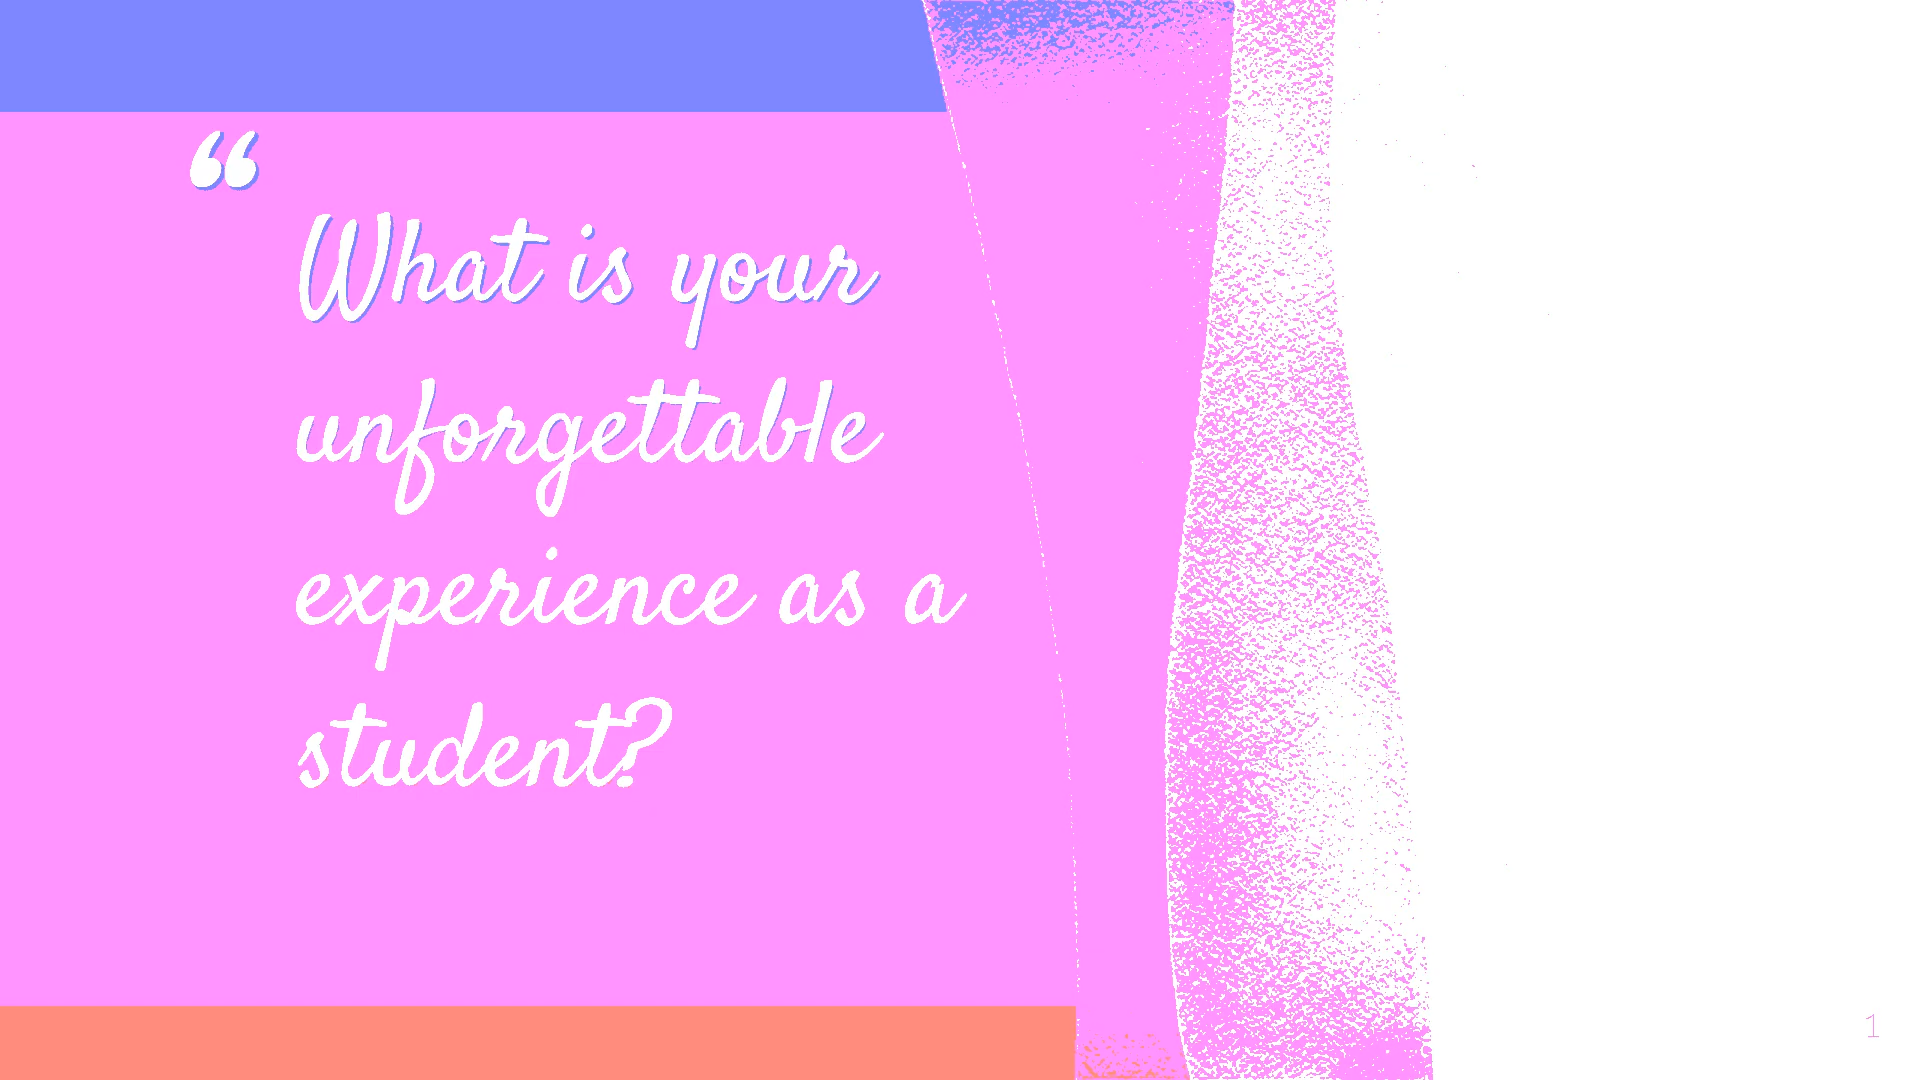 “
What is your
unforgettable
experience as a
student?
1